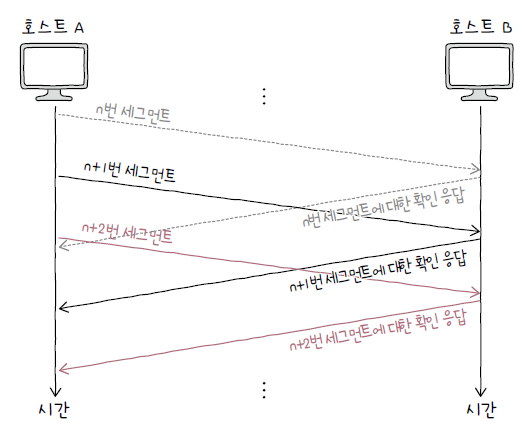 호스트 A
호스트 B
n번 세그먼트
n+1번 세그먼트
n번 세그먼트에 대한 확인 응답
n+2번 세그먼트
n+1번 세그먼트에 대한 확인 응답
n+2번 세그먼트에 대한 확인 응답
시간
시간